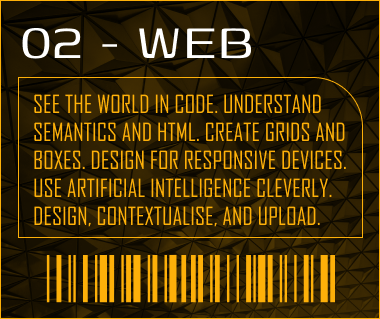 02 - WEB
SEE THE WORLD IN CODE. UNDERSTAND
SEMANTICS AND HTML. CREATE GRIDS AND
BOXES. DESIGN FOR RESPONSIVE DEVICES.
USE ARTIFICIAL INTELLIGENCE CLEVERLY.
DESIGN, CONTEXTUALISE, AND UPLOAD.